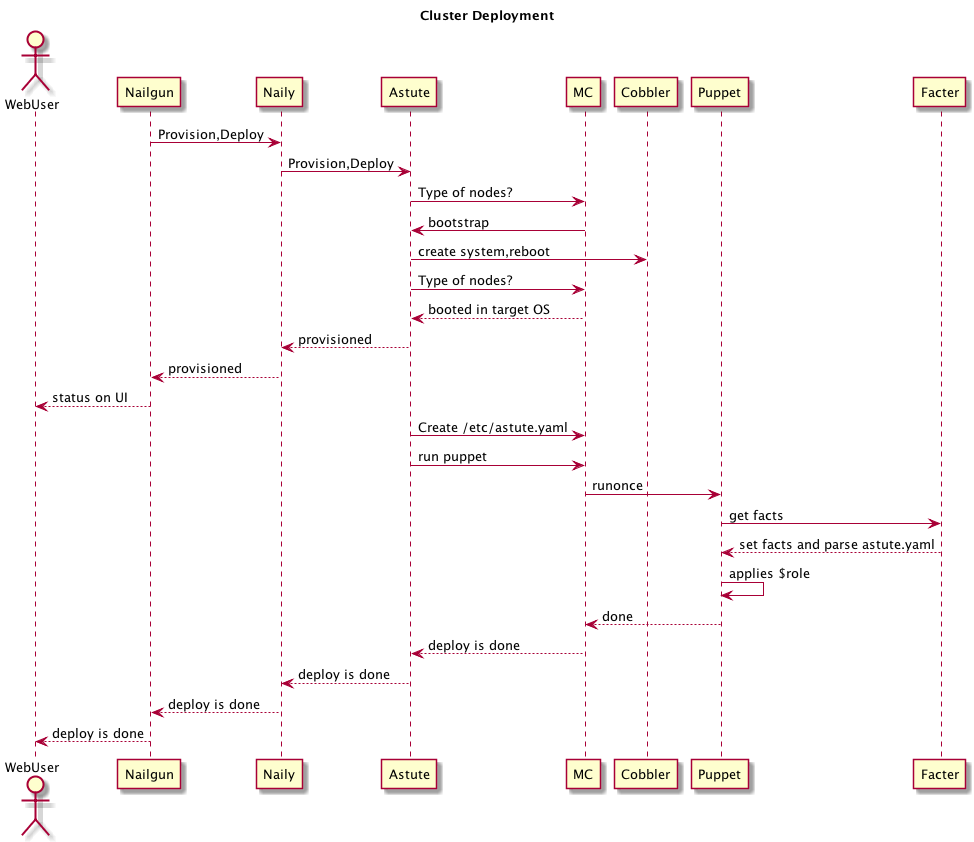 Cluster Deployment
WebUser
Nailgun Naily Astute MC Cobbler Puppet Facter
Provision,Deploy
Provision,Deploy
Type of nodes?
bootstrap
create system,reboot
Type of nodes?
booted in target OS
provisioned
provisioned
status on UI
Create /etc/astute.yaml
run puppet
runonce
get facts
set facts and parse astute.yaml
applies $role
done
deploy is done
deploy is done
deploy is done
deploy is done
WebUser
Nailgun Naily Astute MC Cobbler Puppet Facter